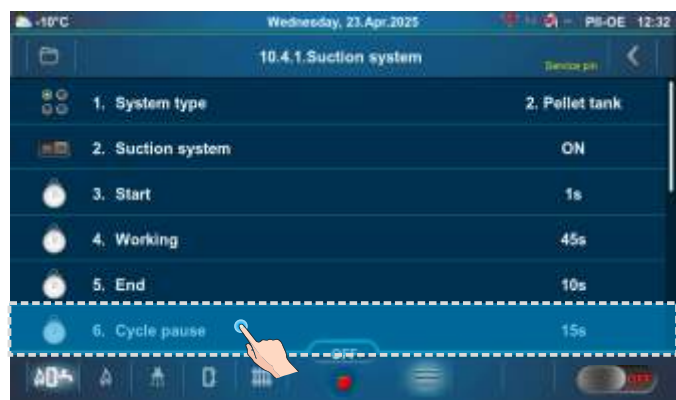 -10°C Wednesday, 23.Apr.2025 PII-OE 12:32
10.4.1.Suction system Service pin
1. System type 2. Pellet tank
2. Suction system ON
3. Start 1s
4. Working 45s
5. End 10s
6. Cycle pause 15s
OFF
OFF